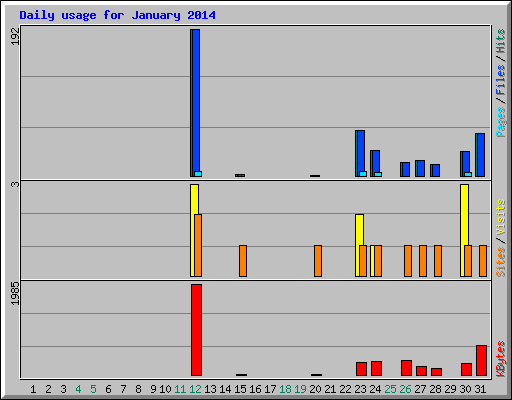 Daily usage for January 2014
192
Pages/Files/Hits
3
Sites/Visits
1985
KBytes
1 2 3 4 5 6 7 8 9 10 11 12 13 14 15 16 17 18 19 20 21 22 23 24 25 26 27 28 29 30 31